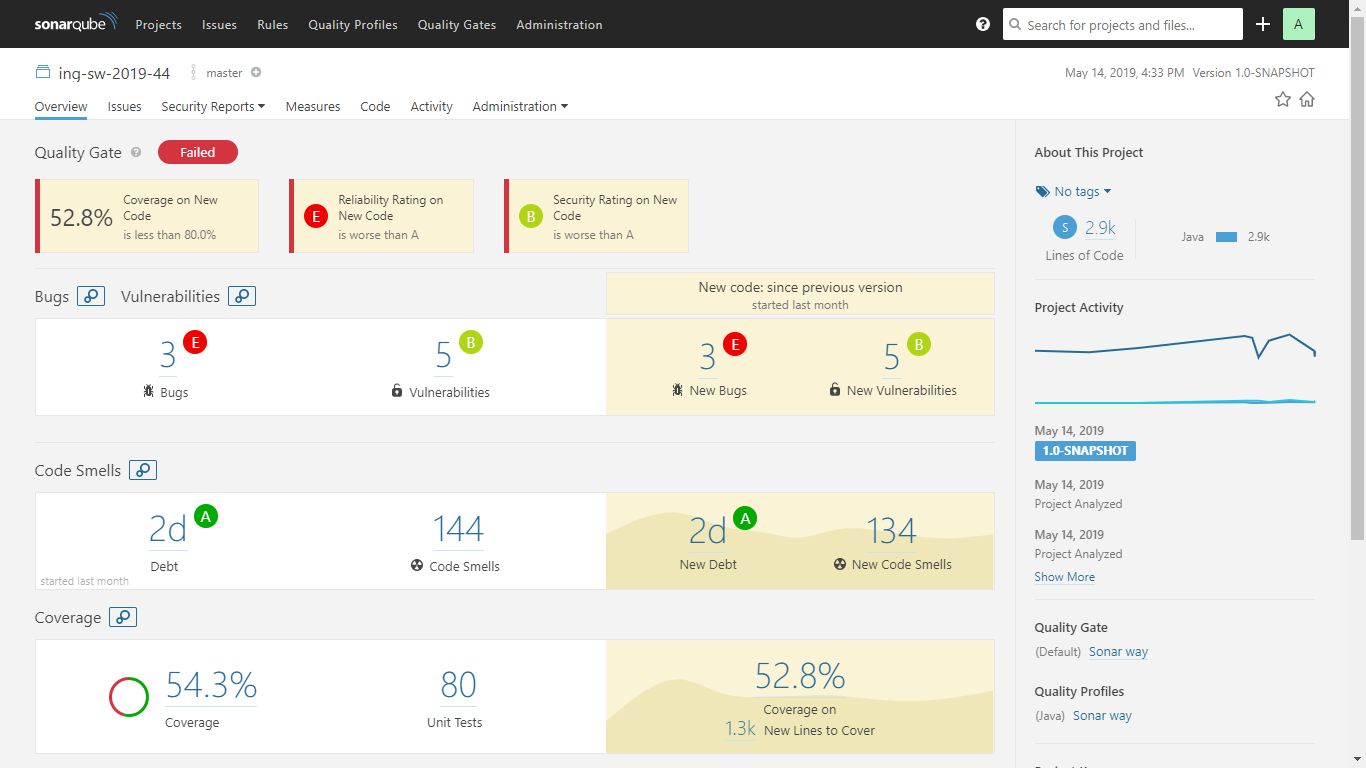 sonarqube Projects Issues Rules Quality Profiles Quality Gates Administration ? Search for projects and files... A
ing-sw-2019-44 master May 14, 2019, 4:33 PM Version 1.0-SNAPSHOT
Overview Issues Security Reports Measures Code Activity Administration
Quality Gate ? Failed
52.8% Coverage on New
Code
is less than 80.0%
E Reliability Rating on
New Code
is worse than A
B Security Rating on New
Code
is worse than A
Bugs Vulnerabilities
New code: since previous version
started last month
3 E
Bugs
5 B
Vulnerabilities
3 E
New Bugs
5 B
New Vulnerabilities
Code Smells
2d A
Debt
started last month
144
Code Smells
2d A
New Debt
134
New Code Smells
Coverage
54.3%
Coverage
80
Unit Tests
52.8%
Coverage on
1.3k New Lines to Cover
About This Project
No tags
S 2.9k
Lines of Code
Java 2.9k
Project Activity
May 14, 2019
1.0-SNAPSHOT
May 14, 2019
Project Analyzed
May 14, 2019
Project Analyzed
Show More
Quality Gate
(Default) Sonar way
Quality Profiles
(Java) Sonar way